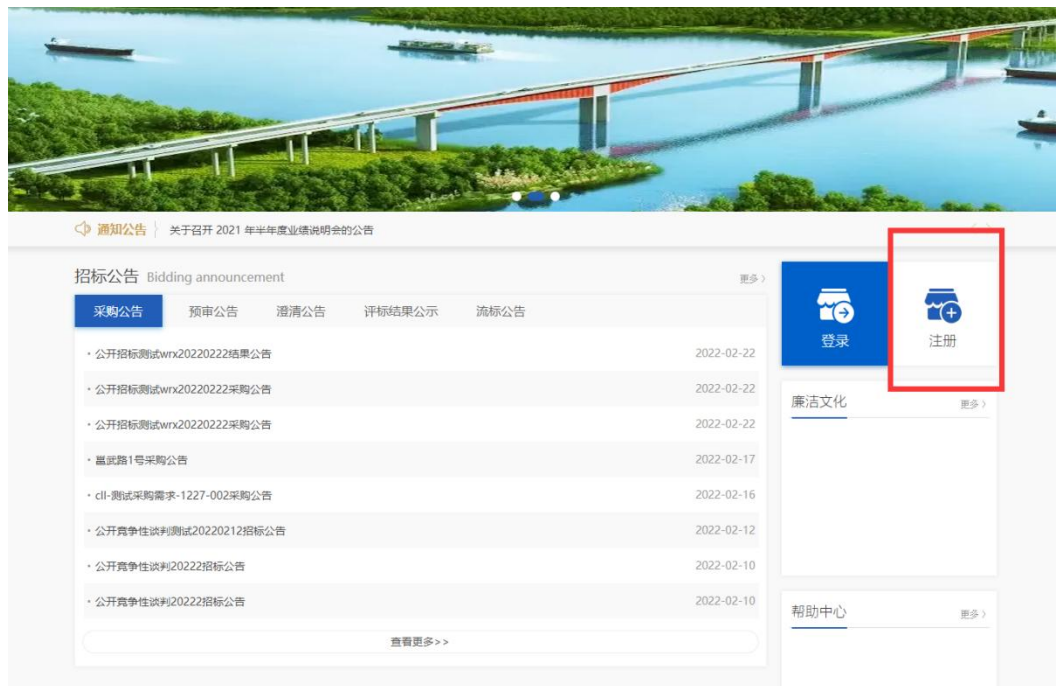 通知公告 关于召开 2021 年半年度业绩说明会的公告
招标公告 Bidding announcement 更多
采购公告 预审公告 澄清公告 评标结果公示 流标公告
· 公开招标测试wrx20220222结果公告 2022-02-22
· 公开招标测试wrx20220222采购公告 2022-02-22
· 公开招标测试wrx20220222采购公告 2022-02-22
· 邕武路1号采购公告 2022-02-17
· cll-测试采购需求-1227-002采购公告 2022-02-16
· 公开竞争性谈判测试20220212招标公告 2022-02-12
· 公开竞争性谈判20222招标公告 2022-02-10
· 公开竞争性谈判20222招标公告 2022-02-10
查看更多>>
登录 注册
廉洁文化 更多
帮助中心 更多